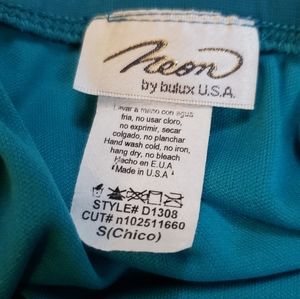 Neon
by bulux U.S.A.
Lavar a mano con agua
fria, no usar cloro,
no exprimir, secar
colgado, no planchar
Hand wash cold, no iron,
hang dry, no bleach
Hecho en E.U.A
"Made in U.S.A"
STYLE# D1308
CUT# n102511660
S(Chico)